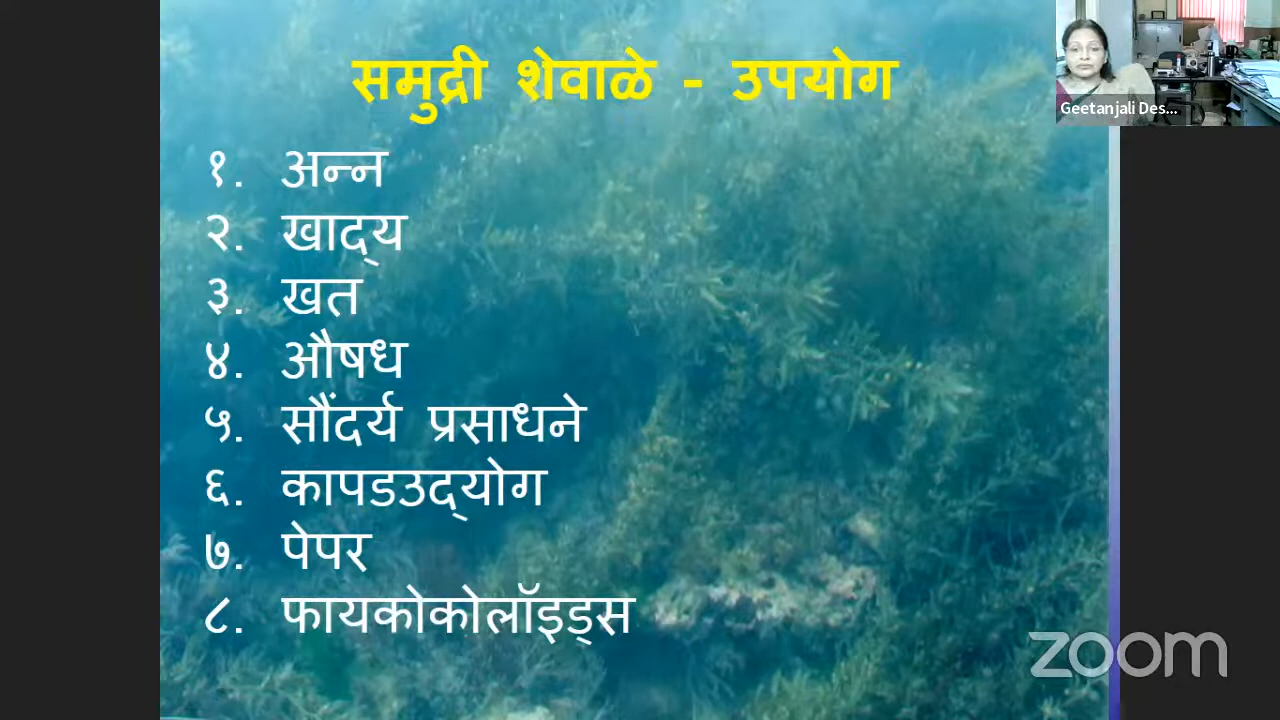 समुद्री शेवाळे - उपयोग
Geetanjali Des...
१. अन्न
२. खाद्य
३. खत
४. औषध
५. सौंदर्य प्रसाधने
६. कापडउद्योग
७. पेपर
८. फायकोकोलॉइड्स
zoom